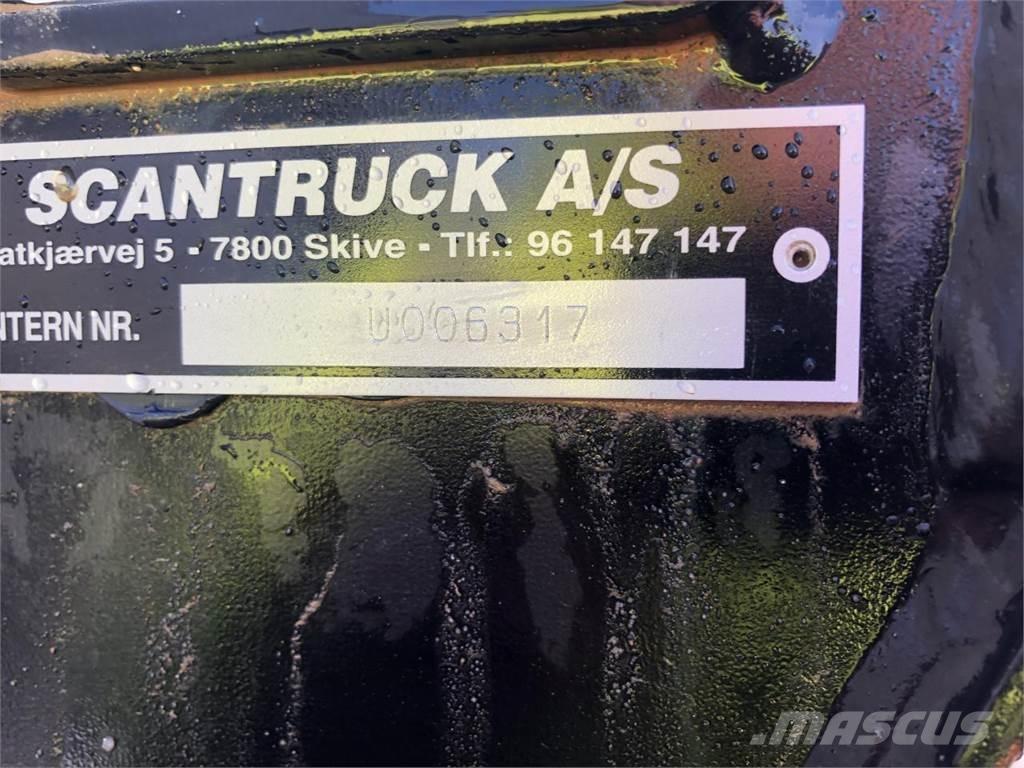 SCANTRUCK A/S
atkjærvej 5 - 7800 Skive - Tlf.: 96 147 147
NTERN NR. U006317
MASCUS